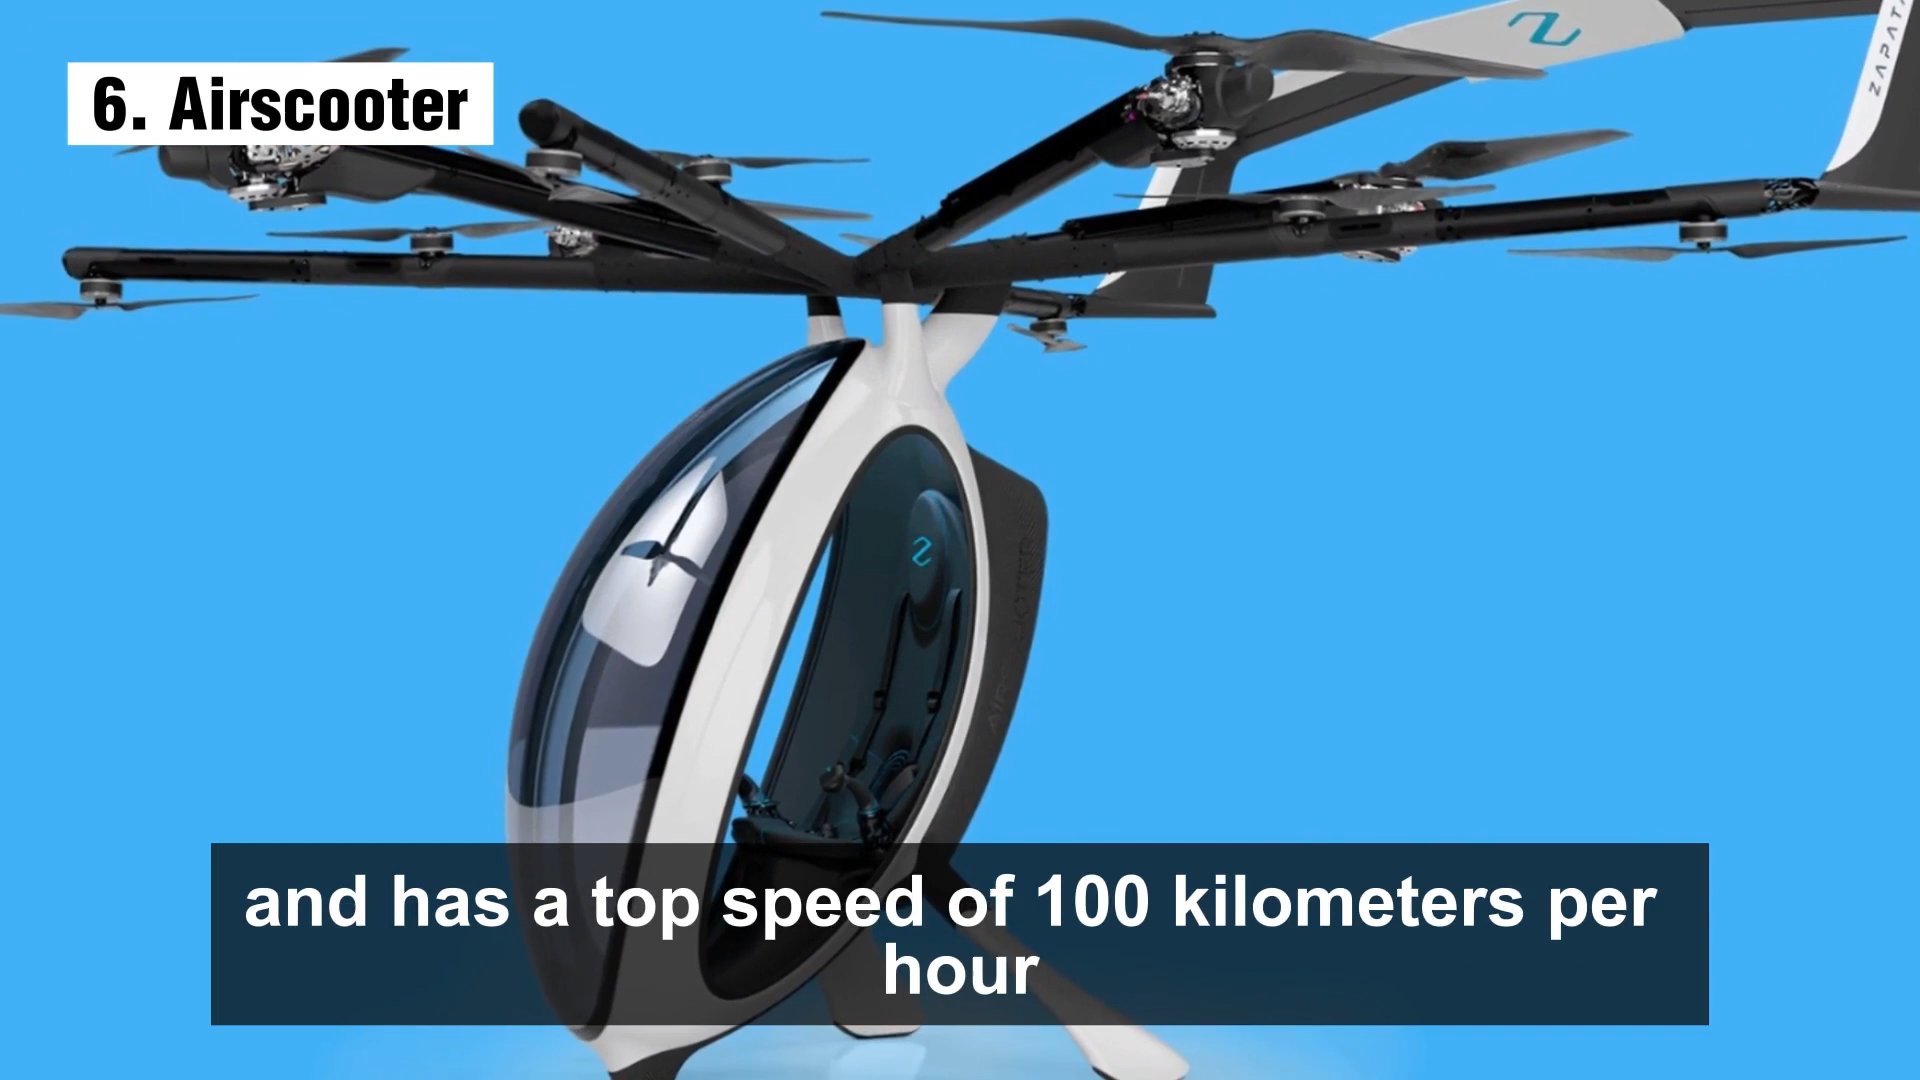 6. Airscooter
ZAPATA
and has a top speed of 100 kilometers per
hour